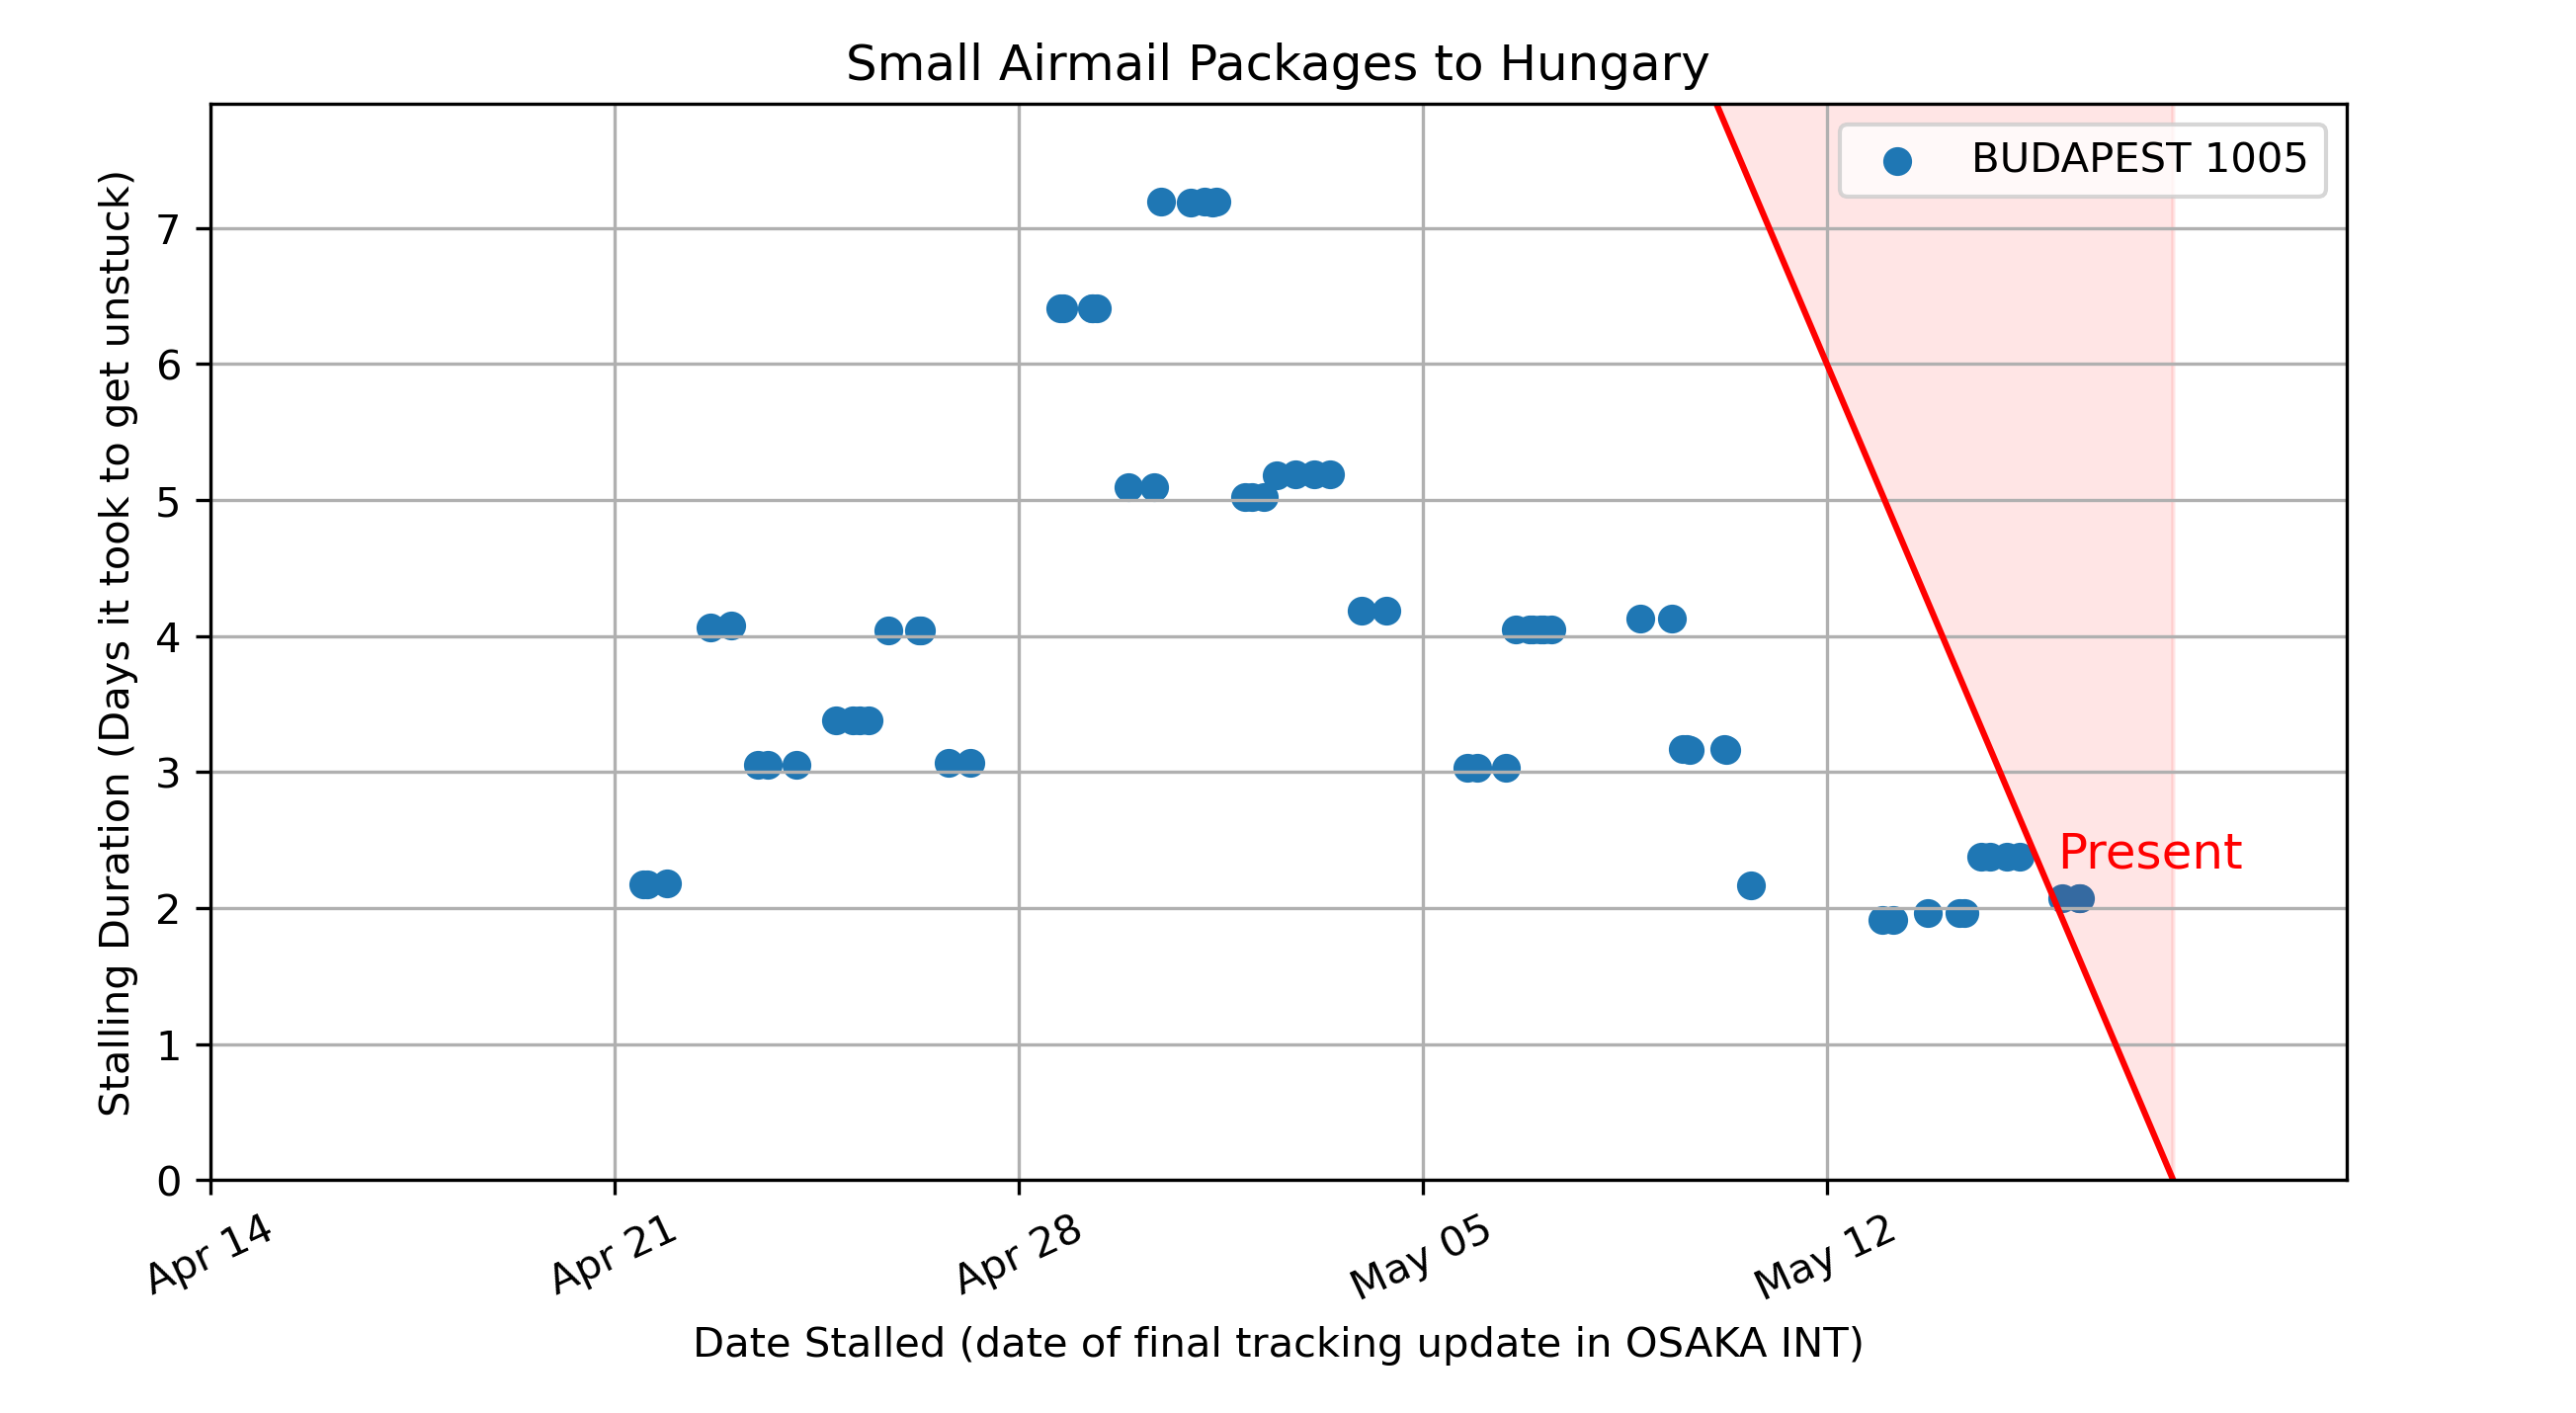 Small Airmail Packages to Hungary
BUDAPEST 1005
Stalling Duration (Days it took to get unstuck)
7
6
5
4
3
2
1
0
Present
Apr 14
Apr 21
Apr 28
May 05
May 12
Date Stalled (date of final tracking update in OSAKA INT)